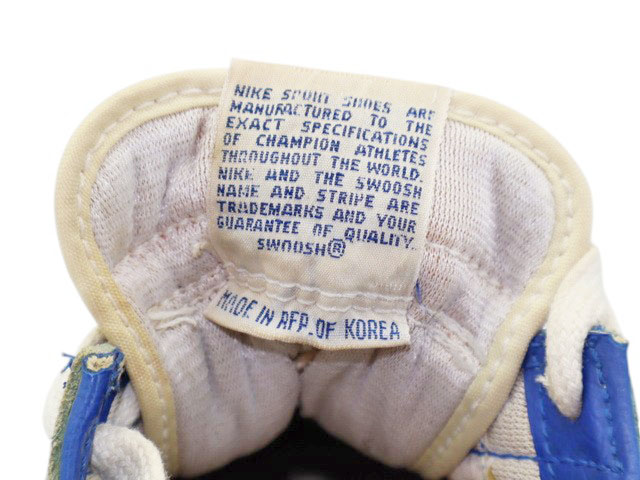 NIKE SPORT SHOES ARE
MANUFACTURED TO THE
EXACT SPECIFICATIONS
OF CHAMPION ATHLETES
THROUGHOUT THE WORLD.
NIKE AND THE SWOOSH
NAME AND STRIPE ARE
TRADEMARKS AND YOUR
GUARANTEE OF QUALITY.
SWOOSH®
MADE IN REP. OF KOREA